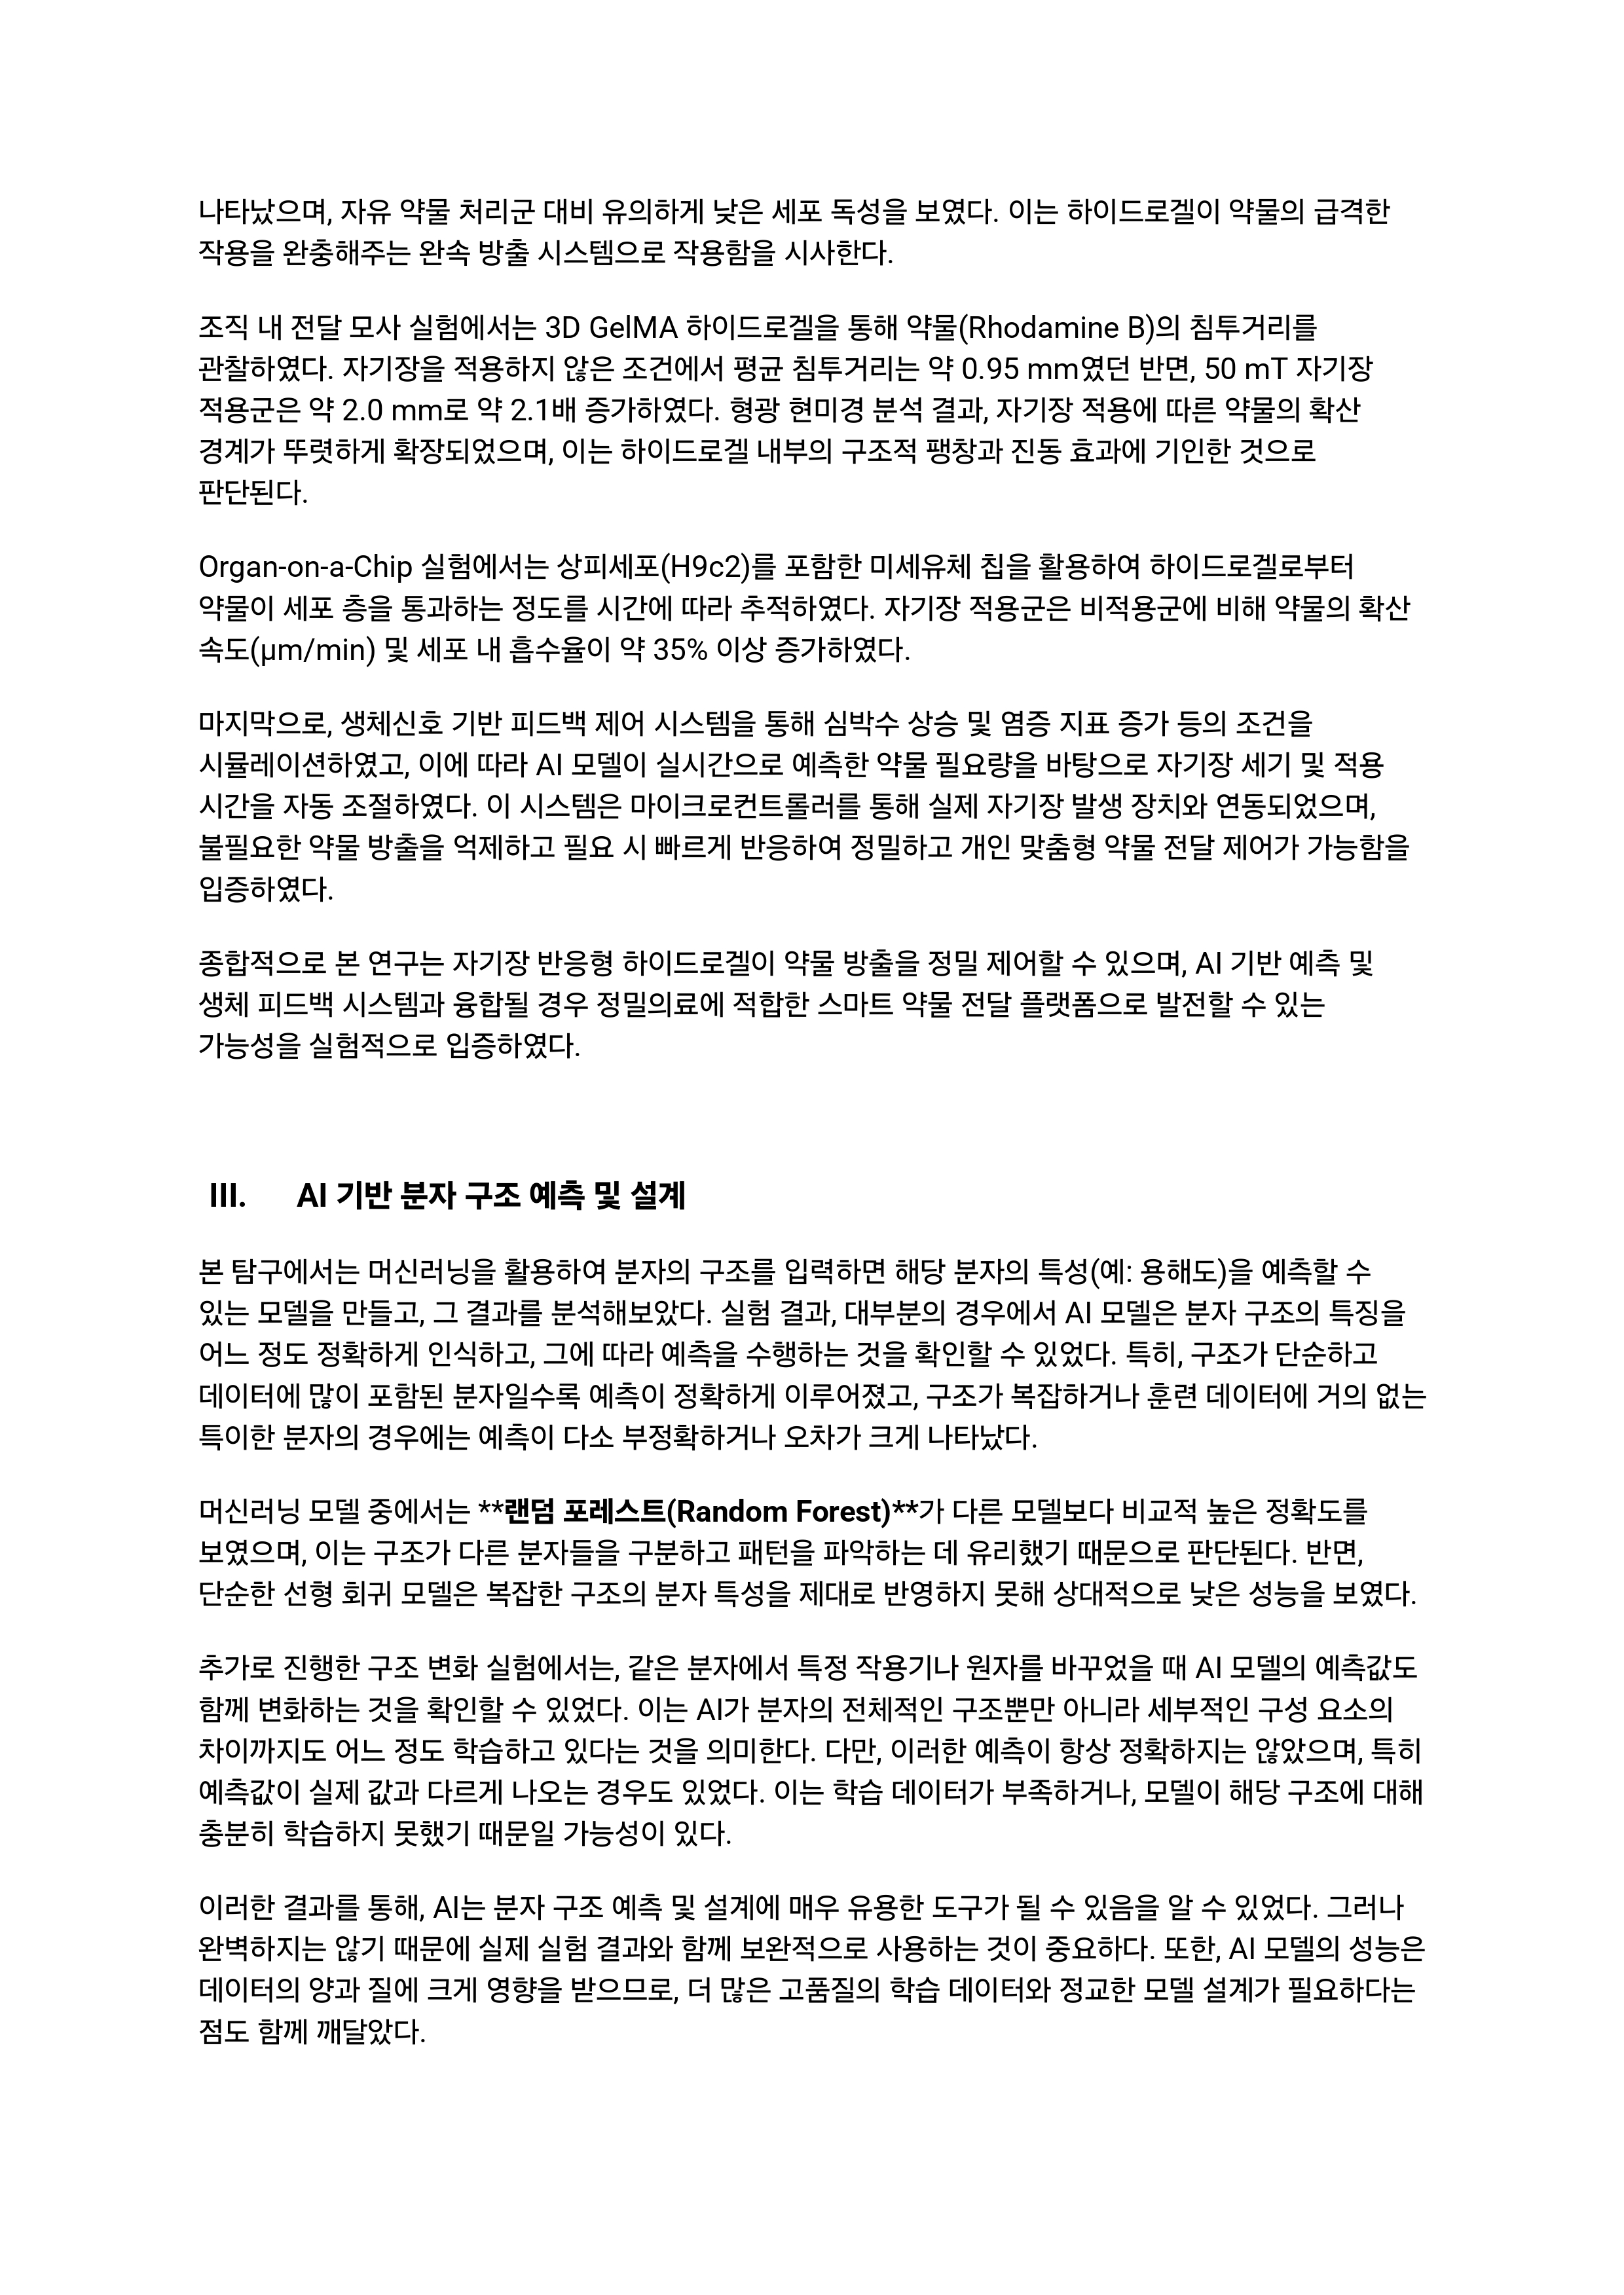 나타났으며, 자유 약물 처리군 대비 유의하게 낮은 세포 독성을 보였다. 이는 하이드로겔이 약물의 급격한
작용을 완충해주는 완속 방출 시스템으로 작용함을 시사한다.
조직 내 전달 모사 실험에서는 3D GelMA 하이드로겔을 통해 약물(Rhodamine B)의 침투거리를
관찰하였다. 자기장을 적용하지 않은 조건에서 평균 침투거리는 약 0.95 mm였던 반면, 50 mT 자기장
적용군은 약 2.0 mm로 약 2.1배 증가하였다. 형광 현미경 분석 결과, 자기장 적용에 따른 약물의 확산
경계가 뚜렷하게 확장되었으며, 이는 하이드로겔 내부의 구조적 팽창과 진동 효과에 기인한 것으로
판단된다.
Organ-on-a-Chip 실험에서는 상피세포(H9c2)를 포함한 미세유체 칩을 활용하여 하이드로겔로부터
약물이 세포 층을 통과하는 정도를 시간에 따라 추적하였다. 자기장 적용군은 비적용군에 비해 약물의 확산
속도(μm/min) 및 세포 내 흡수율이 약 35% 이상 증가하였다.
마지막으로, 생체신호 기반 피드백 제어 시스템을 통해 심박수 상승 및 염증 지표 증가 등의 조건을
시뮬레이션하였고, 이에 따라 AI 모델이 실시간으로 예측한 약물 필요량을 바탕으로 자기장 세기 및 적용
시간을 자동 조절하였다. 이 시스템은 마이크로컨트롤러를 통해 실제 자기장 발생 장치와 연동되었으며,
불필요한 약물 방출을 억제하고 필요 시 빠르게 반응하여 정밀하고 개인 맞춤형 약물 전달 제어가 가능함을
입증하였다.
종합적으로 본 연구는 자기장 반응형 하이드로겔이 약물 방출을 정밀 제어할 수 있으며, AI 기반 예측 및
생체 피드백 시스템과 융합될 경우 정밀의료에 적합한 스마트 약물 전달 플랫폼으로 발전할 수 있는
가능성을 실험적으로 입증하였다.
III. AI 기반 분자 구조 예측 및 설계
본 탐구에서는 머신러닝을 활용하여 분자의 구조를 입력하면 해당 분자의 특성(예: 용해도)을 예측할 수
있는 모델을 만들고, 그 결과를 분석해보았다. 실험 결과, 대부분의 경우에서 AI 모델은 분자 구조의 특징을
어느 정도 정확하게 인식하고, 그에 따라 예측을 수행하는 것을 확인할 수 있었다. 특히, 구조가 단순하고
데이터에 많이 포함된 분자일수록 예측이 정확하게 이루어졌고, 구조가 복잡하거나 훈련 데이터에 거의 없는
특이한 분자의 경우에는 예측이 다소 부정확하거나 오차가 크게 나타났다.
머신러닝 모델 중에서는 **랜덤 포레스트(Random Forest)**가 다른 모델보다 비교적 높은 정확도를
보였으며, 이는 구조가 다른 분자들을 구분하고 패턴을 파악하는 데 유리했기 때문으로 판단된다. 반면,
단순한 선형 회귀 모델은 복잡한 구조의 분자 특성을 제대로 반영하지 못해 상대적으로 낮은 성능을 보였다.
추가로 진행한 구조 변화 실험에서는, 같은 분자에서 특정 작용기나 원자를 바꾸었을 때 AI 모델의 예측값도
함께 변화하는 것을 확인할 수 있었다. 이는 AI가 분자의 전체적인 구조뿐만 아니라 세부적인 구성 요소의
차이까지도 어느 정도 학습하고 있다는 것을 의미한다. 다만, 이러한 예측이 항상 정확하지는 않았으며, 특히
예측값이 실제 값과 다르게 나오는 경우도 있었다. 이는 학습 데이터가 부족하거나, 모델이 해당 구조에 대해
충분히 학습하지 못했기 때문일 가능성이 있다.
이러한 결과를 통해, AI는 분자 구조 예측 및 설계에 매우 유용한 도구가 될 수 있음을 알 수 있었다. 그러나
완벽하지는 않기 때문에 실제 실험 결과와 함께 보완적으로 사용하는 것이 중요하다. 또한, AI 모델의 성능은
데이터의 양과 질에 크게 영향을 받으므로, 더 많은 고품질의 학습 데이터와 정교한 모델 설계가 필요하다는
점도 함께 깨달았다.